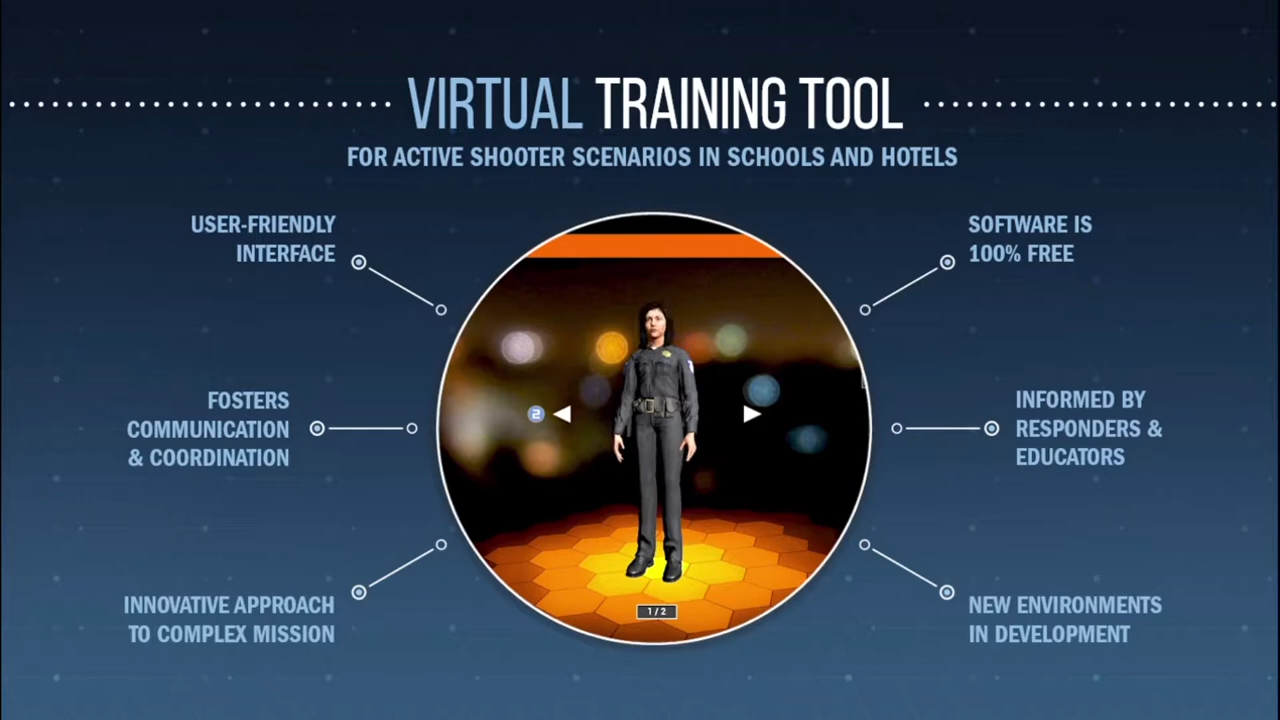 VIRTUAL TRAINING TOOL
FOR ACTIVE SHOOTER SCENARIOS IN SCHOOLS AND HOTELS
USER-FRIENDLY
INTERFACE
FOSTERS
COMMUNICATION
& COORDINATION
INNOVATIVE APPROACH
TO COMPLEX MISSION
2
1 / 2
SOFTWARE IS
100% FREE
INFORMED BY
RESPONDERS &
EDUCATORS
NEW ENVIRONMENTS
IN DEVELOPMENT